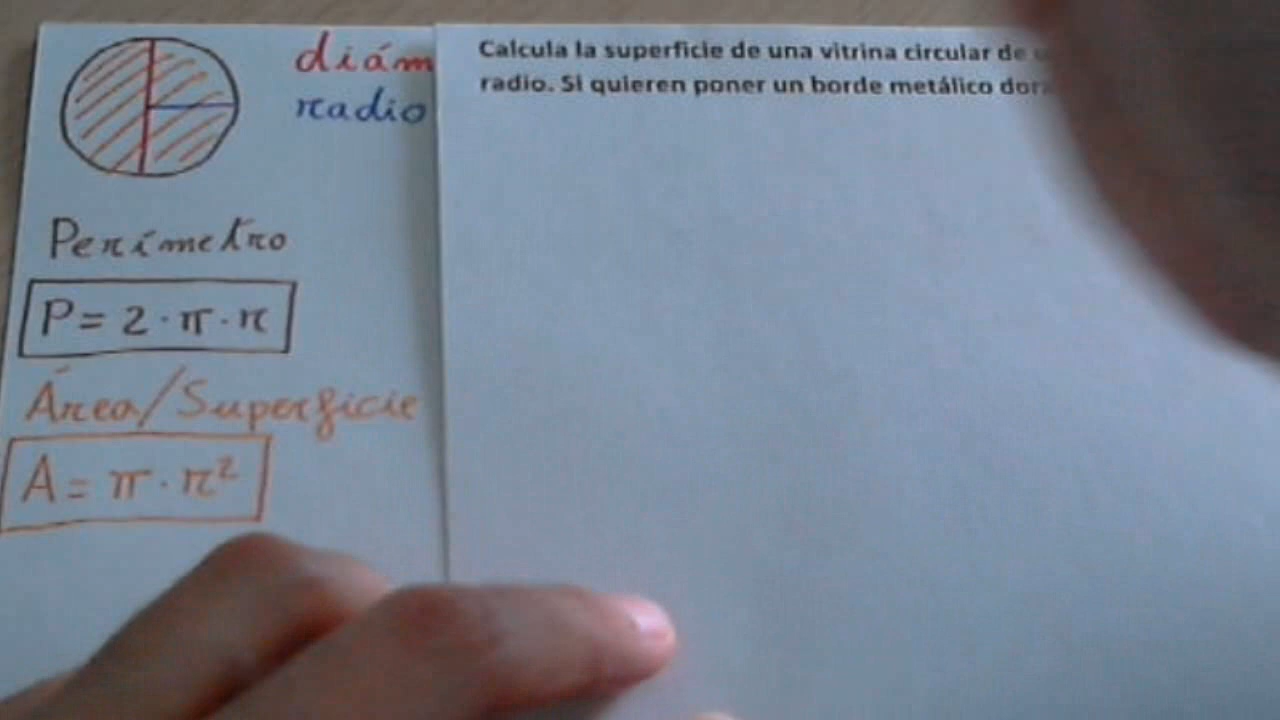 diám
radio
Perímetro
P = 2 · π · r
Área/Superficie
A = π · r²
Calcula la superficie de una vitrina circular de
radio. Si quieren poner un borde metálico